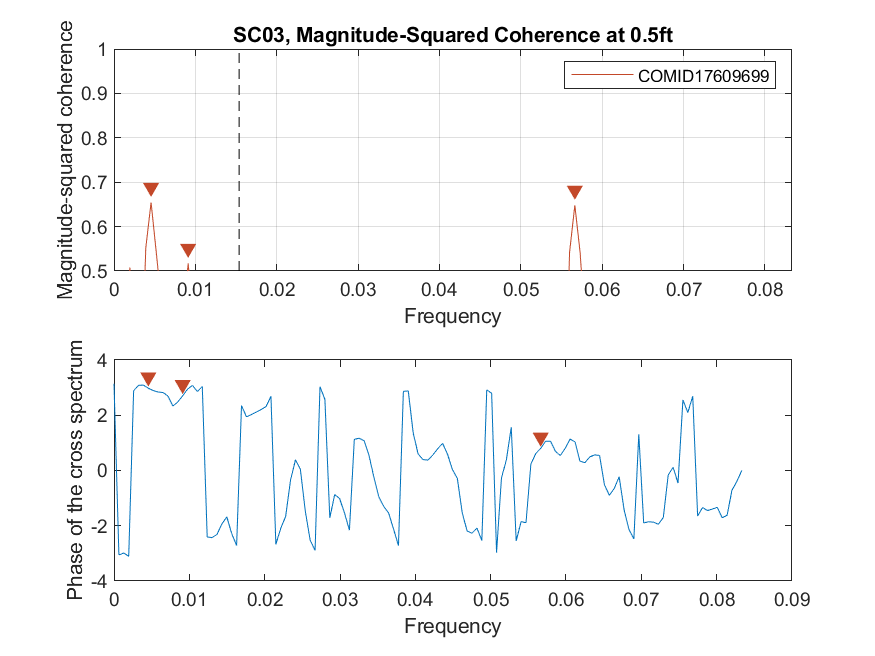 SC03, Magnitude-Squared Coherence at 0.5ft
Magnitude-squared coherence
1
0.9
0.8
0.7
0.6
0.5
COMID17609699
0 0.01 0.02 0.03 0.04 0.05 0.06 0.07 0.08
Frequency
Phase of the cross spectrum
4
2
0
-2
-4
0 0.01 0.02 0.03 0.04 0.05 0.06 0.07 0.08 0.09
Frequency